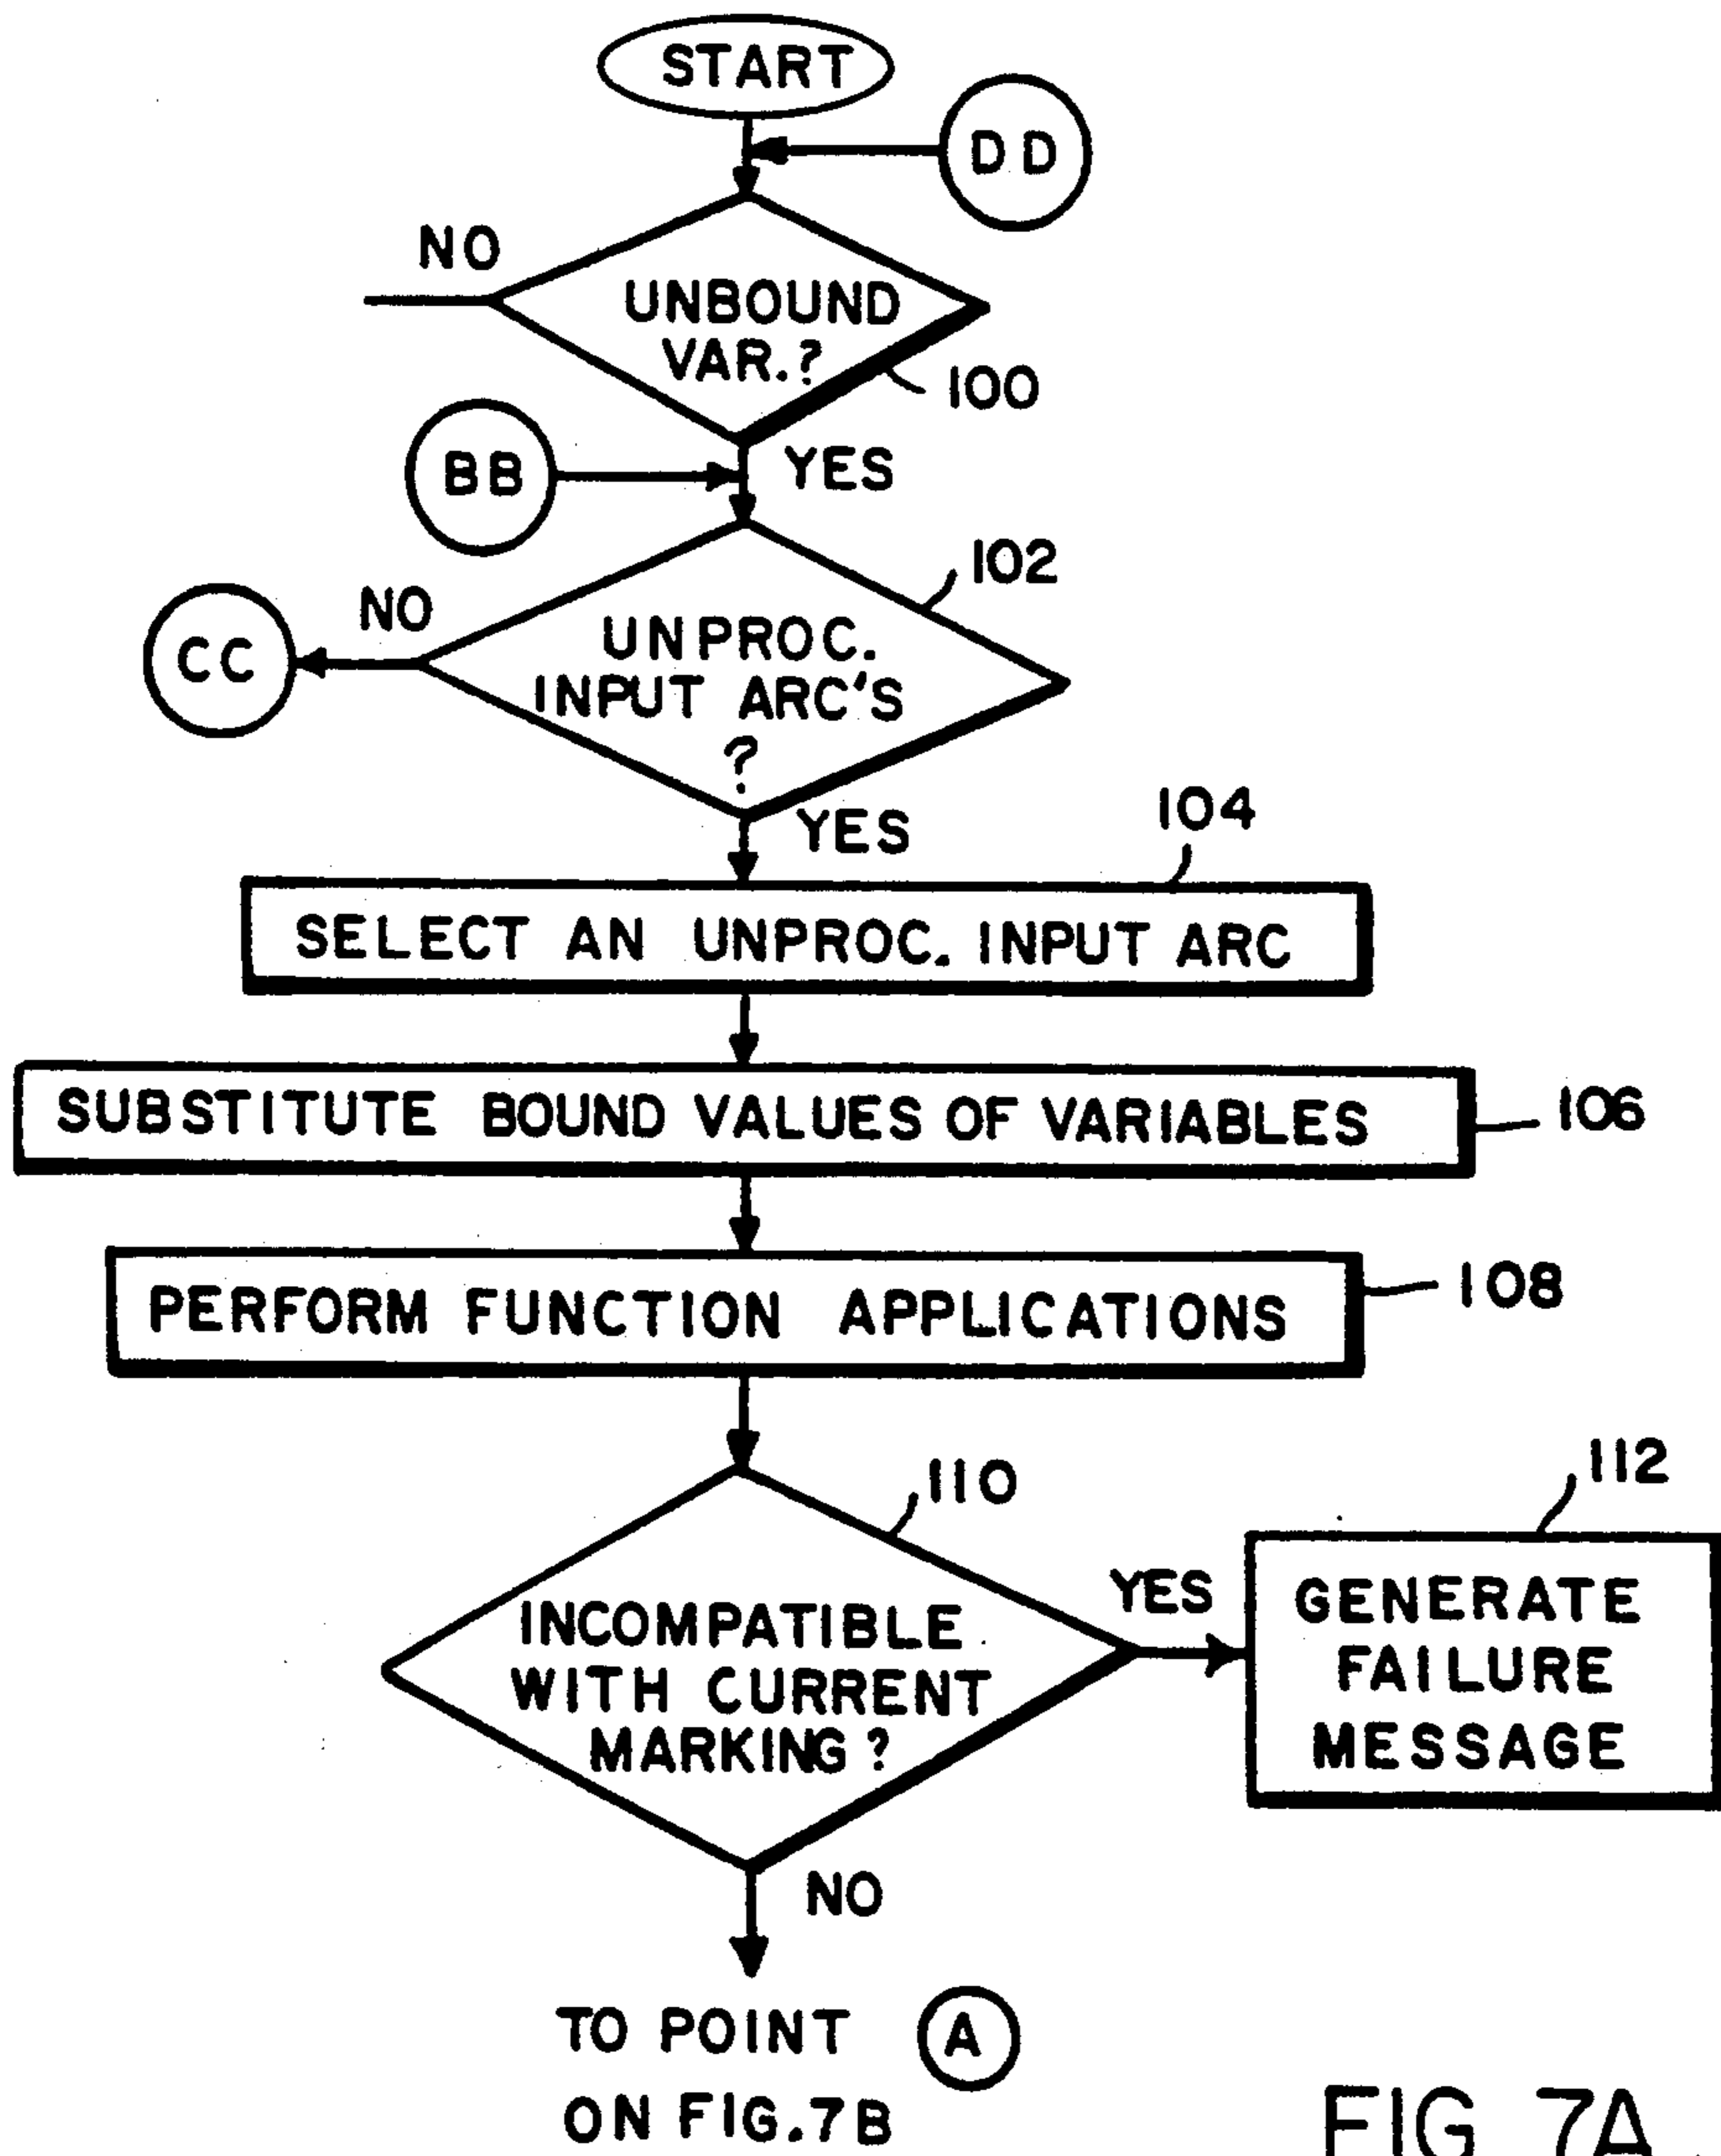 START
DD
NO
UNBOUND
VAR.?
100
BB
YES
102
NO
CC
UNPROC.
INPUT ARC'S
?
YES
104
SELECT AN UNPROC. INPUT ARC
SUBSTITUTE BOUND VALUES OF VARIABLES
106
PERFORM FUNCTION APPLICATIONS
108
110
112
INCOMPATIBLE
WITH CURRENT
MARKING?
YES
GENERATE
FAILURE
MESSAGE
NO
TO POINT A
ON FIG.7B
FIG 7A